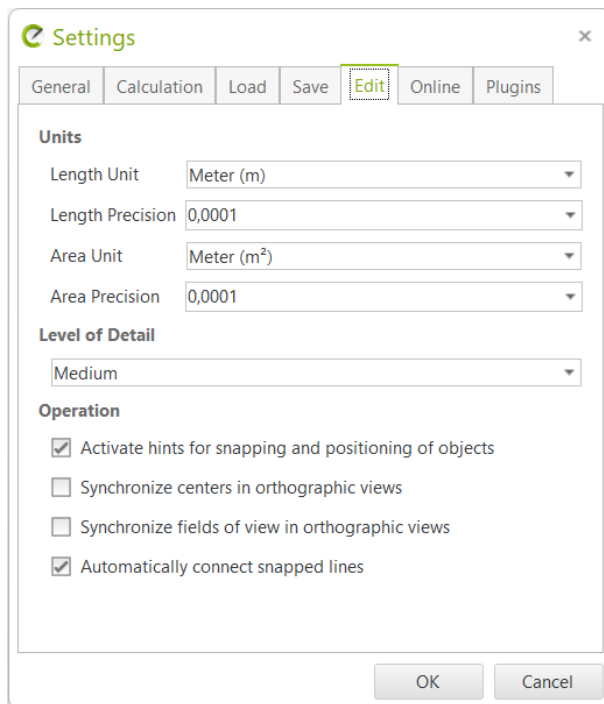 Settings
General Calculation Load Save Edit Online Plugins
Units
Length Unit Meter (m)
Length Precision 0,0001
Area Unit Meter (m²)
Area Precision 0,0001
Level of Detail
Medium
Operation
Activate hints for snapping and positioning of objects
Synchronize centers in orthographic views
Synchronize fields of view in orthographic views
Automatically connect snapped lines
OK Cancel